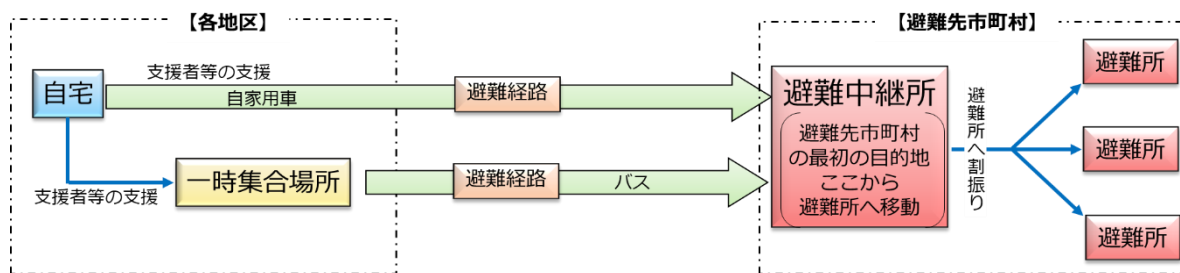 【各地区】
自宅
支援者等の支援
自家用車
避難経路
支援者等の支援
一時集合場所
避難経路
バス
【避難先市町村】
避難中継所
避難先市町村
の最初の目的地
ここから
避難所へ移動
避難所へ割振り
避難所
避難所
避難所